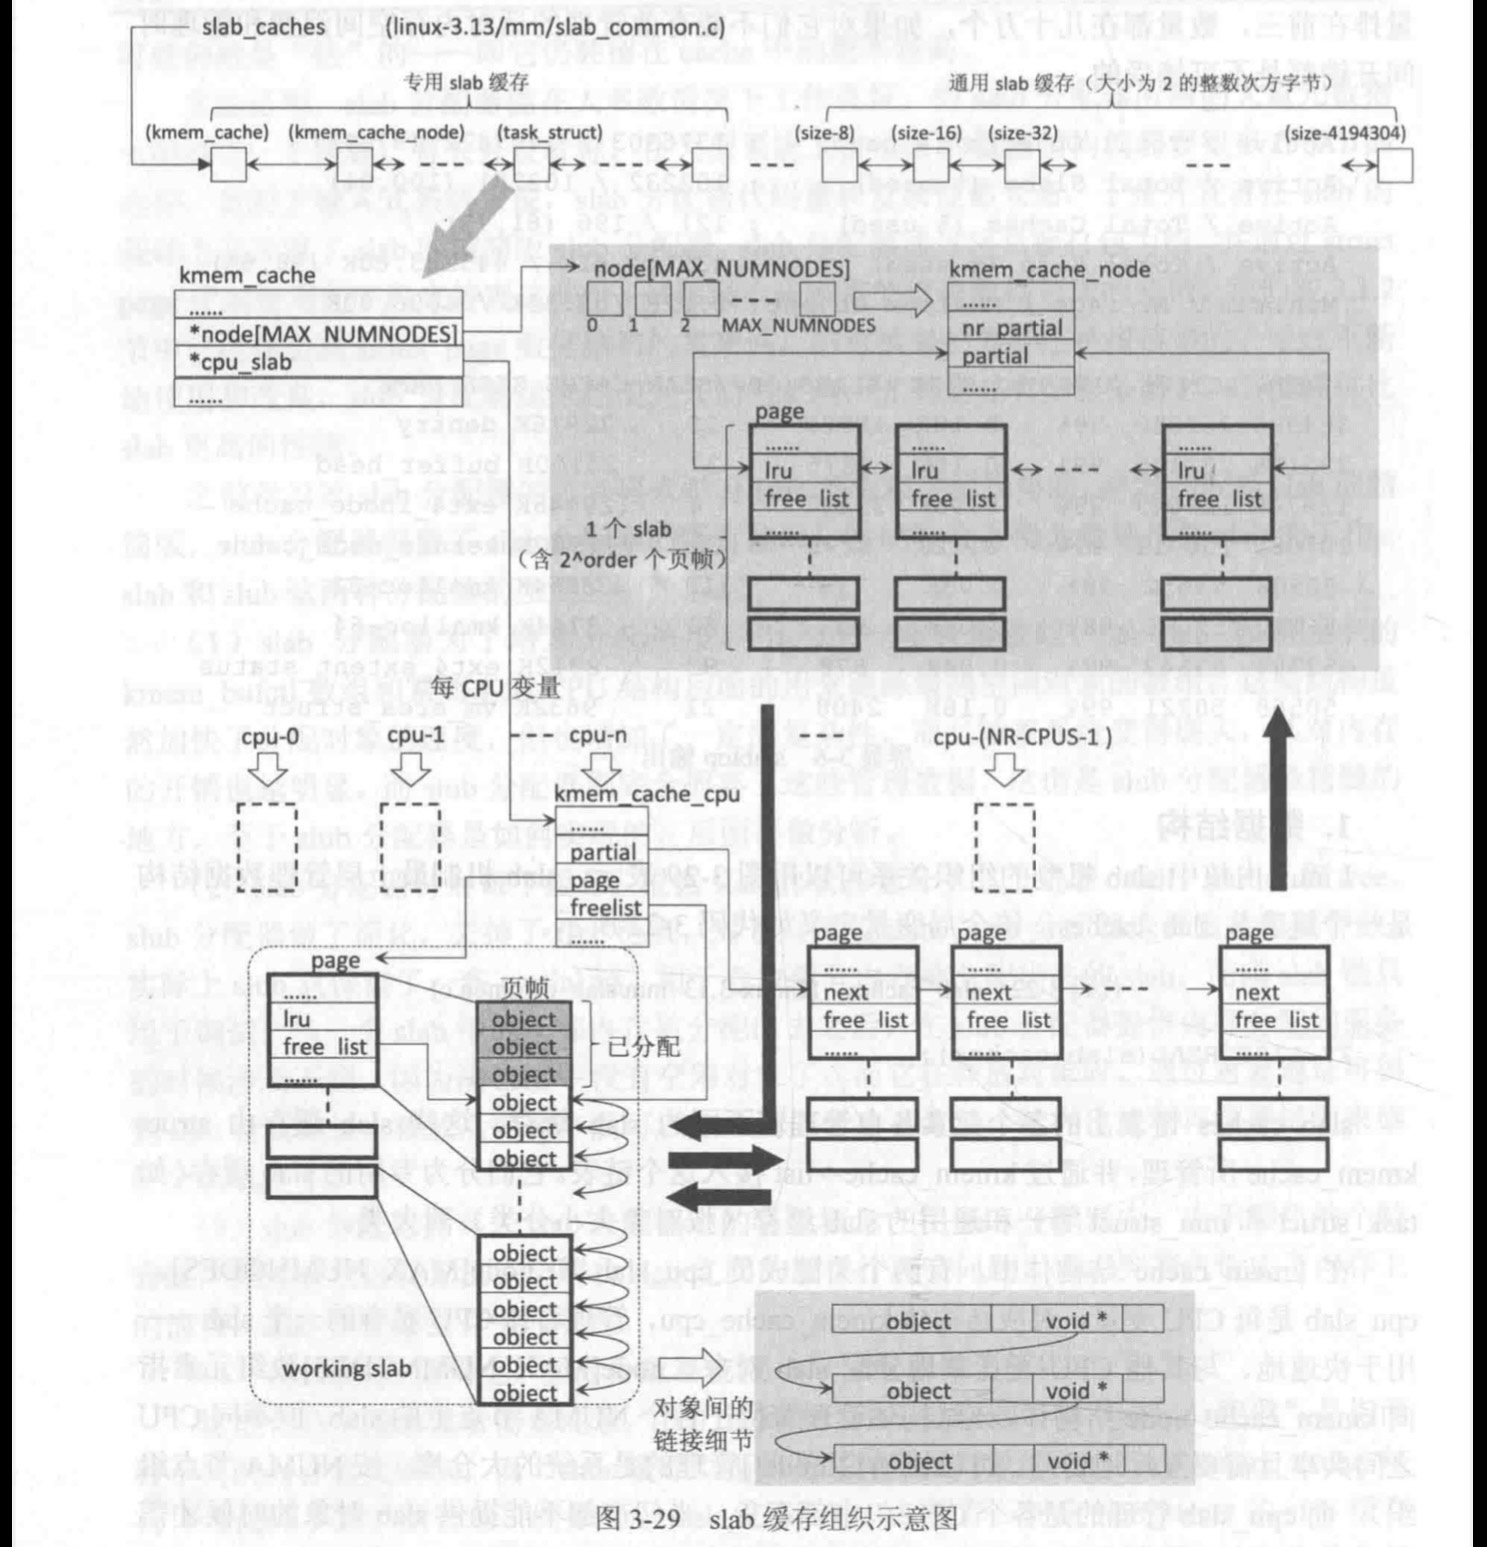 slab_caches (linux-3.13/mm/slab_common.c)
专用 slab 缓存
通用 slab 缓存（大小为 2 的整数次方字节）
(kmem_cache) (kmem_cache_node) (task_struct) (size-8) (size-16) (size-32) (size-4194304)
kmem_cache
......
*node[MAX_NUMNODES]
*cpu_slab
......
node[MAX_NUMNODES]
0 1 2 MAX_NUMNODES
kmem_cache_node
......
nr_partial
partial
......
page
......
lru
free_list
......
......
lru
free_list
......
lru
free_list
1 个 slab
（含 2^order 个页帧）
每 CPU 变量
cpu-0 cpu-1 cpu-n cpu-(NR-CPUS-1)
kmem_cache_cpu
......
partial
page
freelist
......
page
......
lru
free_list
......
页帧
object
object
object
已分配
object
object
object
object
object
object
object
object
object
working slab
page
......
next
free_list
......
page
......
next
free_list
......
page
......
next
free_list
......
object void *
object void *
object void *
对象间的
链接细节
图 3-29 slab 缓存组织示意图